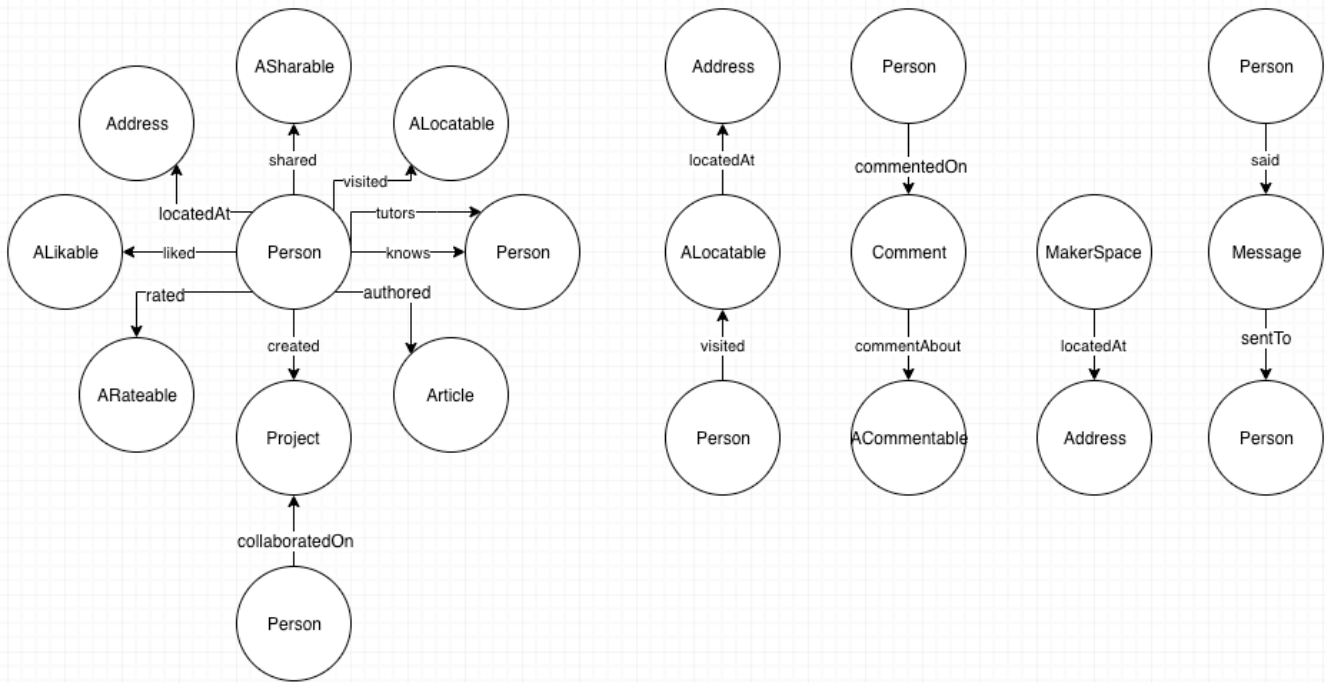 ASharable
Address
ALocatable
shared
visited
locatedAt
tutors
ALikable
liked
Person
knows
Person
rated
authored
created
ARateable
Article
Project
collaboratedOn
Person
Address
locatedAt
ALocatable
visited
Person
Person
commentedOn
Comment
commentAbout
ACommentable
MakerSpace
locatedAt
Address
Person
said
Message
sentTo
Person